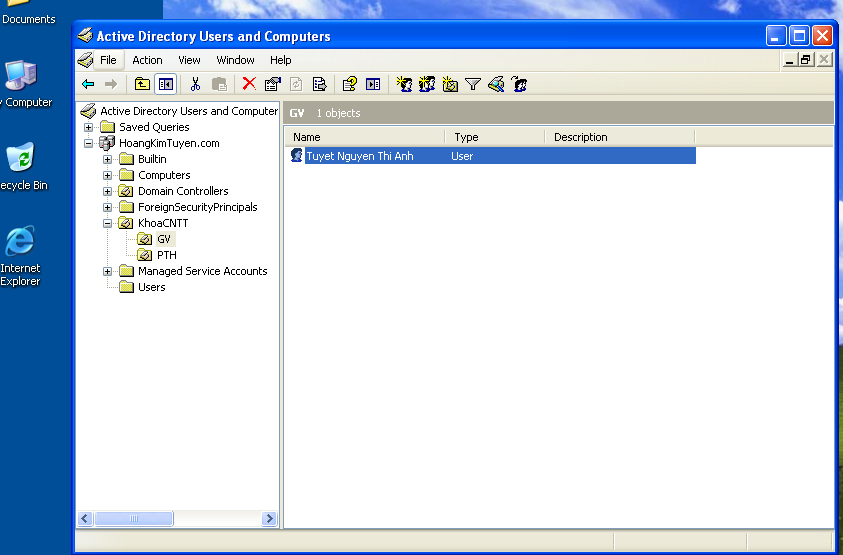 Documents
y Computer
ecycle Bin
Internet
Explorer
Active Directory Users and Computers
File Action View Window Help
Active Directory Users and Computer
Saved Queries
HoangKimTuyen.com
Builtin
Computers
Domain Controllers
ForeignSecurityPrincipals
KhoaCNTT
GV
PTH
Managed Service Accounts
Users
GV 1 objects
Name Type Description
Tuyet Nguyen Thi Anh User